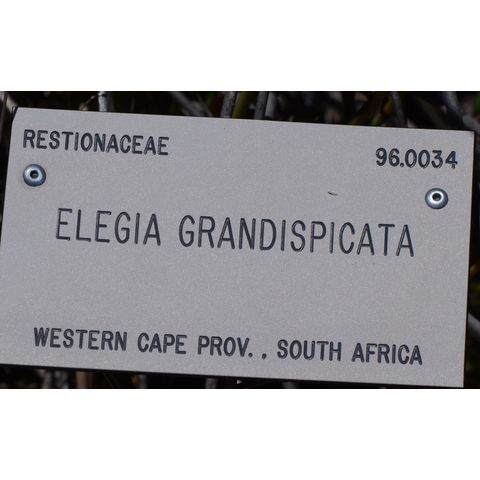 RESTIONACEAE 96.0034
ELEGIA GRANDISPICATA
WESTERN CAPE PROV., SOUTH AFRICA